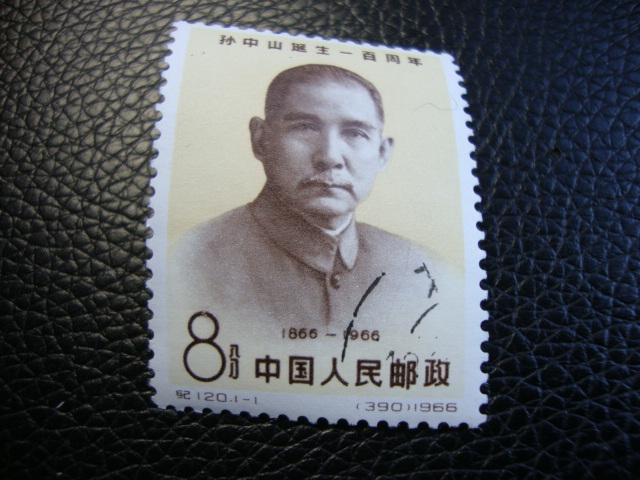 孙中山诞生一百周年
1866-1966
8分 中国人民邮政
纪120.1-1 (390)1966